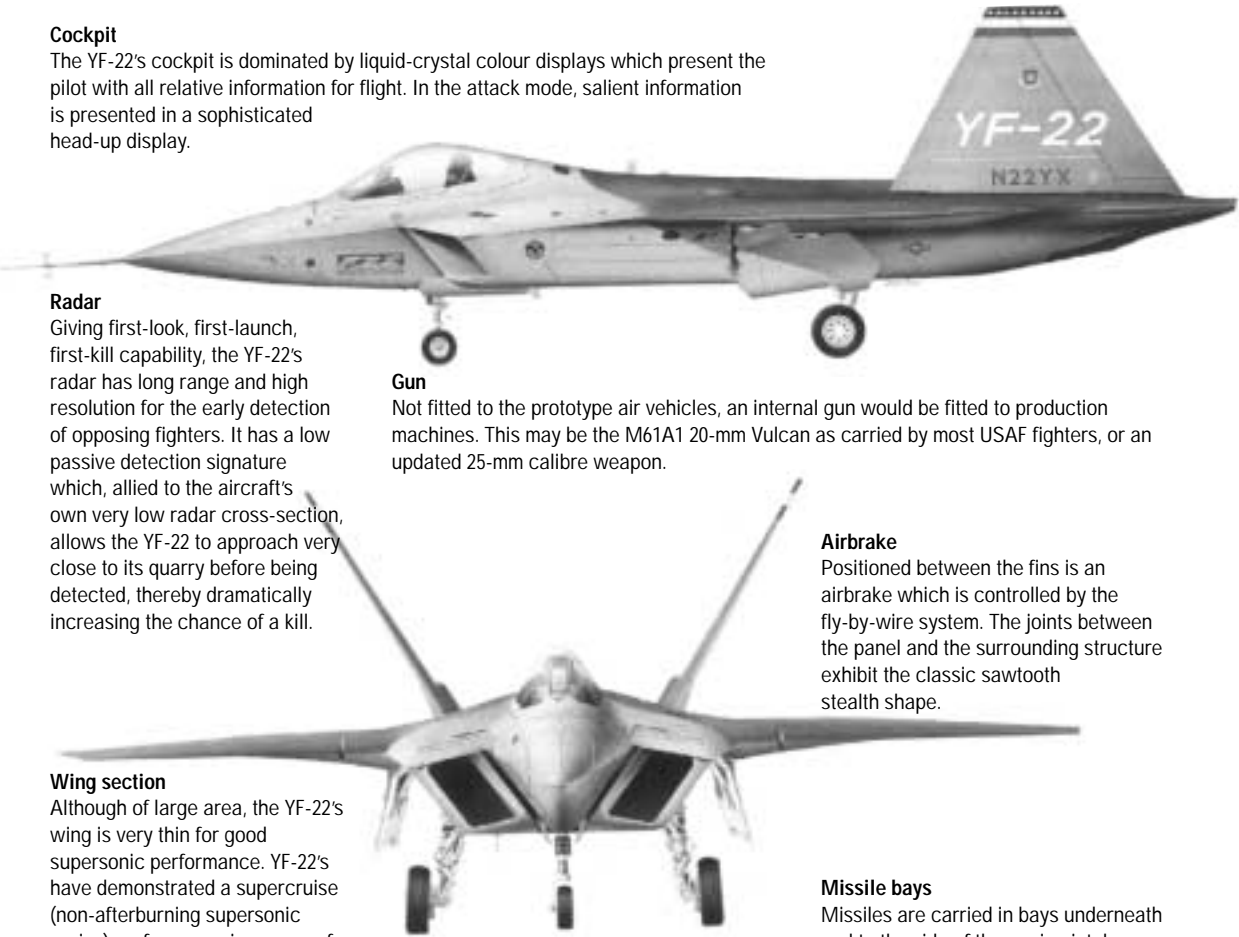 Cockpit
The YF-22's cockpit is dominated by liquid-crystal colour displays which present the
pilot with all relative information for flight. In the attack mode, salient information
is presented in a sophisticated
head-up display.
YF-22
N22YX
Radar
Giving first-look, first-launch,
first-kill capability, the YF-22's
radar has long range and high
resolution for the early detection
of opposing fighters. It has a low
passive detection signature
which, allied to the aircraft's
own very low radar cross-section,
allows the YF-22 to approach very
close to its quarry before being
detected, thereby dramatically
increasing the chance of a kill.
Gun
Not fitted to the prototype air vehicles, an internal gun would be fitted to production
machines. This may be the M61A1 20-mm Vulcan as carried by most USAF fighters, or an
updated 25-mm calibre weapon.
Airbrake
Positioned between the fins is an
airbrake which is controlled by the
fly-by-wire system. The joints between
the panel and the surrounding structure
exhibit the classic sawtooth
stealth shape.
Wing section
Although of large area, the YF-22's
wing is very thin for good
supersonic performance. YF-22's
have demonstrated a supercruise
(non-afterburning supersonic
Missile bays
Missiles are carried in bays underneath